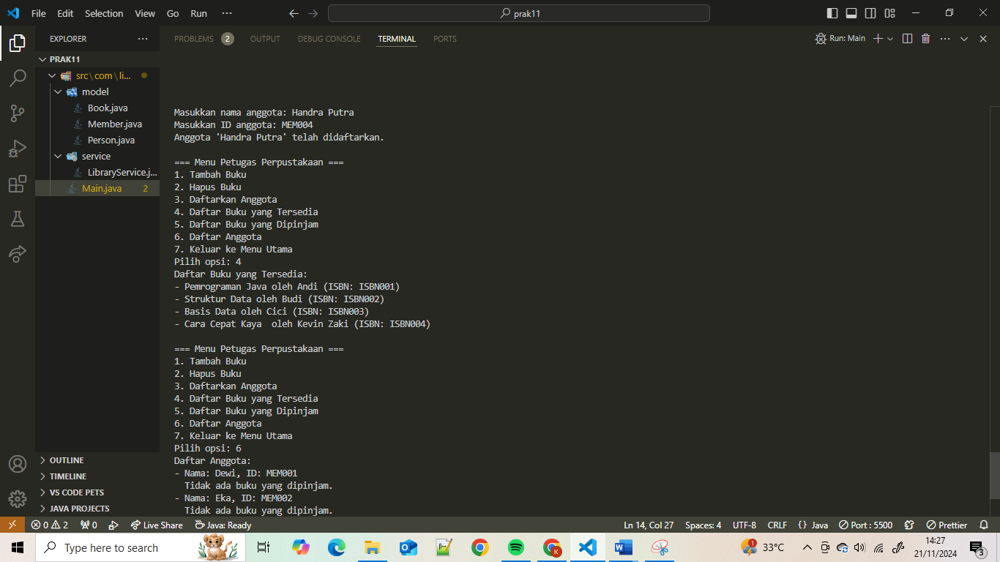 File Edit Selection View Go Run ··· prak11
EXPLORER ···
PRAK11
src\com\li...
model
Book.java
Member.java
Person.java
service
LibraryService.j...
Main.java 2
OUTLINE
TIMELINE
VS CODE PETS
JAVA PROJECTS
PROBLEMS 2 OUTPUT DEBUG CONSOLE TERMINAL PORTS
Run: Main
Masukkan nama anggota: Handra Putra
Masukkan ID anggota: MEM004
Anggota 'Handra Putra' telah didaftarkan.
=== Menu Petugas Perpustakaan ===
1. Tambah Buku
2. Hapus Buku
3. Daftarkan Anggota
4. Daftar Buku yang Tersedia
5. Daftar Buku yang Dipinjam
6. Daftar Anggota
7. Keluar ke Menu Utama
Pilih opsi: 4
Daftar Buku yang Tersedia:
- Pemrograman Java oleh Andi (ISBN: ISBN001)
- Struktur Data oleh Budi (ISBN: ISBN002)
- Basis Data oleh Cici (ISBN: ISBN003)
- Cara Cepat Kaya  oleh Kevin Zaki (ISBN: ISBN004)
=== Menu Petugas Perpustakaan ===
1. Tambah Buku
2. Hapus Buku
3. Daftarkan Anggota
4. Daftar Buku yang Tersedia
5. Daftar Buku yang Dipinjam
6. Daftar Anggota
7. Keluar ke Menu Utama
Pilih opsi: 6
Daftar Anggota:
- Nama: Dewi, ID: MEM001
Tidak ada buku yang dipinjam.
- Nama: Eka, ID: MEM002
Tidak ada buku yang dipinjam.
0 2 0 Live Share Java: Ready Ln 14, Col 27 Spaces: 4 UTF-8 CRLF {} Java Port : 5500 Prettier
Type here to search 1 33°C 14:27
21/11/2024 3